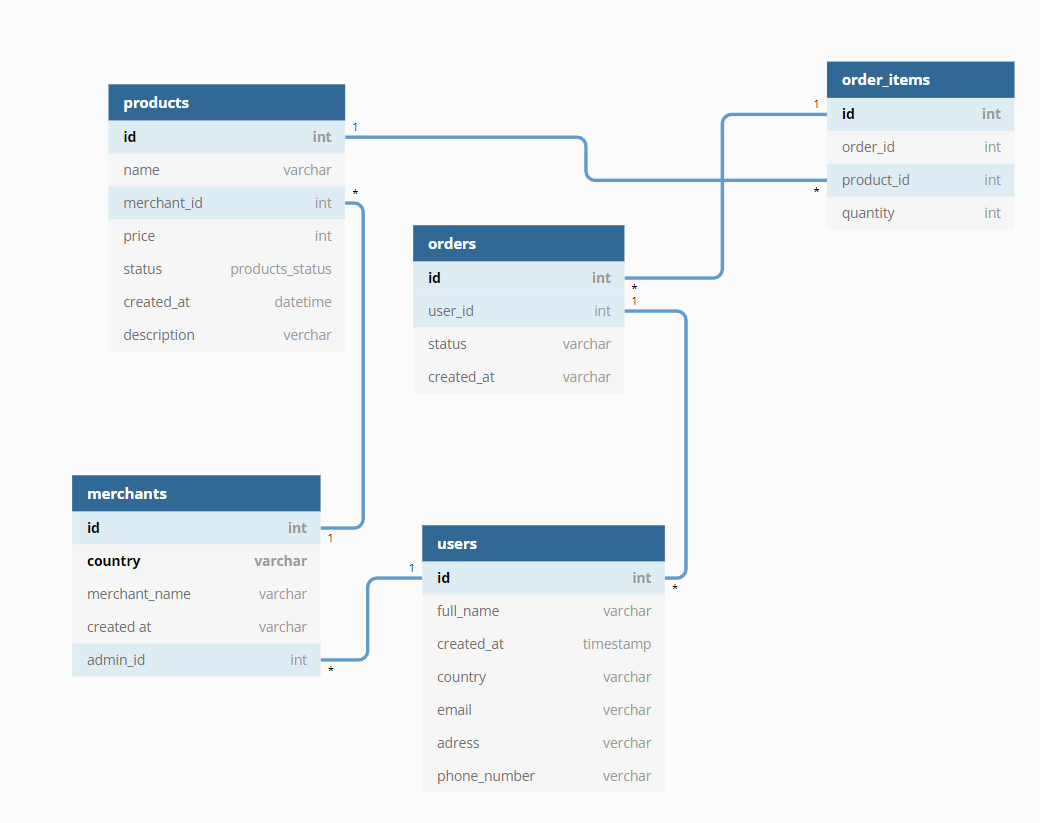 products
id int
name varchar
merchant_id int
price int
status products_status
created_at datetime
description verchar
1
*
order_items
id int
order_id int
product_id int
quantity int
1
*
orders
id int
user_id int
status varchar
created_at varchar
*
1
merchants
id int
country varchar
merchant_name varchar
created at varchar
admin_id int
1
*
users
id int
full_name varchar
created_at timestamp
country varchar
email verchar
adress verchar
phone_number verchar
1
*